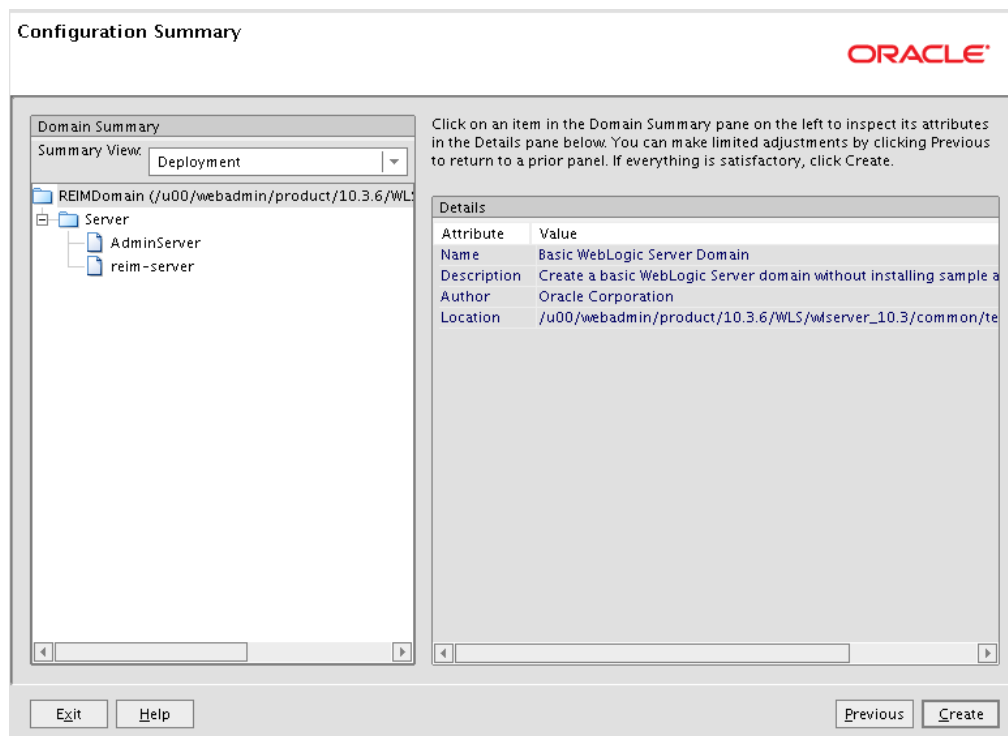 Configuration Summary
ORACLE
Domain Summary
Summary View:
Deployment
REIMDomain (/u00/webadmin/product/10.3.6/WLS
Server
AdminServer
reim-server
Click on an item in the Domain Summary pane on the left to inspect its attributes
in the Details pane below. You can make limited adjustments by clicking Previous
to return to a prior panel. If everything is satisfactory, click Create.
Details
Attribute Value
Name Basic WebLogic Server Domain
Description Create a basic WebLogic Server domain without installing sample a
Author Oracle Corporation
Location /u00/webadmin/product/10.3.6/WLS/wlserver_10.3/common/te
Exit Help Previous Create